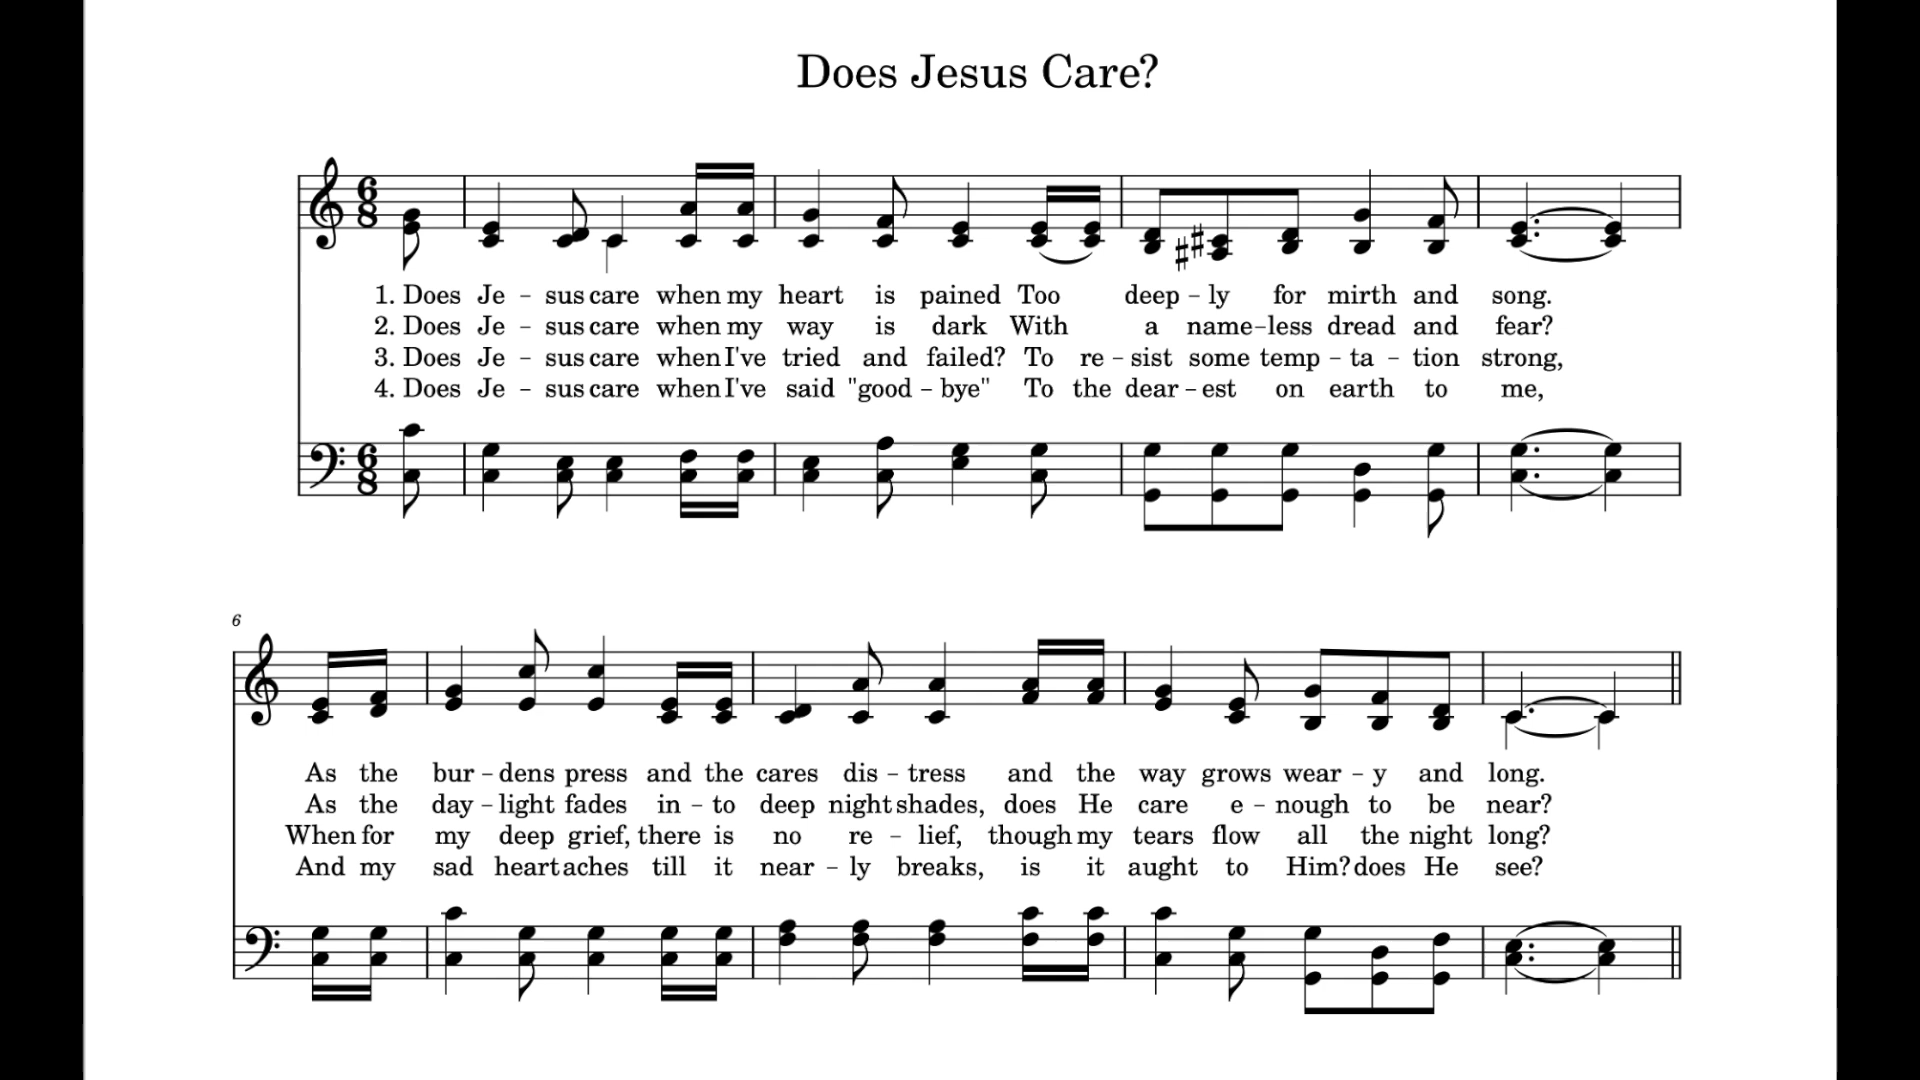 Does Jesus Care?
1. Does Je - sus care when my heart is pained Too deep - ly for mirth and song.
2. Does Je - sus care when my way is dark With a name - less dread and fear?
3. Does Je - sus care when I've tried and failed? To re - sist some temp - ta - tion strong,
4. Does Je - sus care when I've said "good - bye" To the dear - est on earth to me,
6
As the bur - dens press and the cares dis - tress and the way grows wear - y and long.
As the day - light fades in - to deep night shades, does He care e - nough to be near?
When for my deep grief, there is no re - lief, though my tears flow all the night long?
And my sad heart aches till it near - ly breaks, is it aught to Him? does He see?